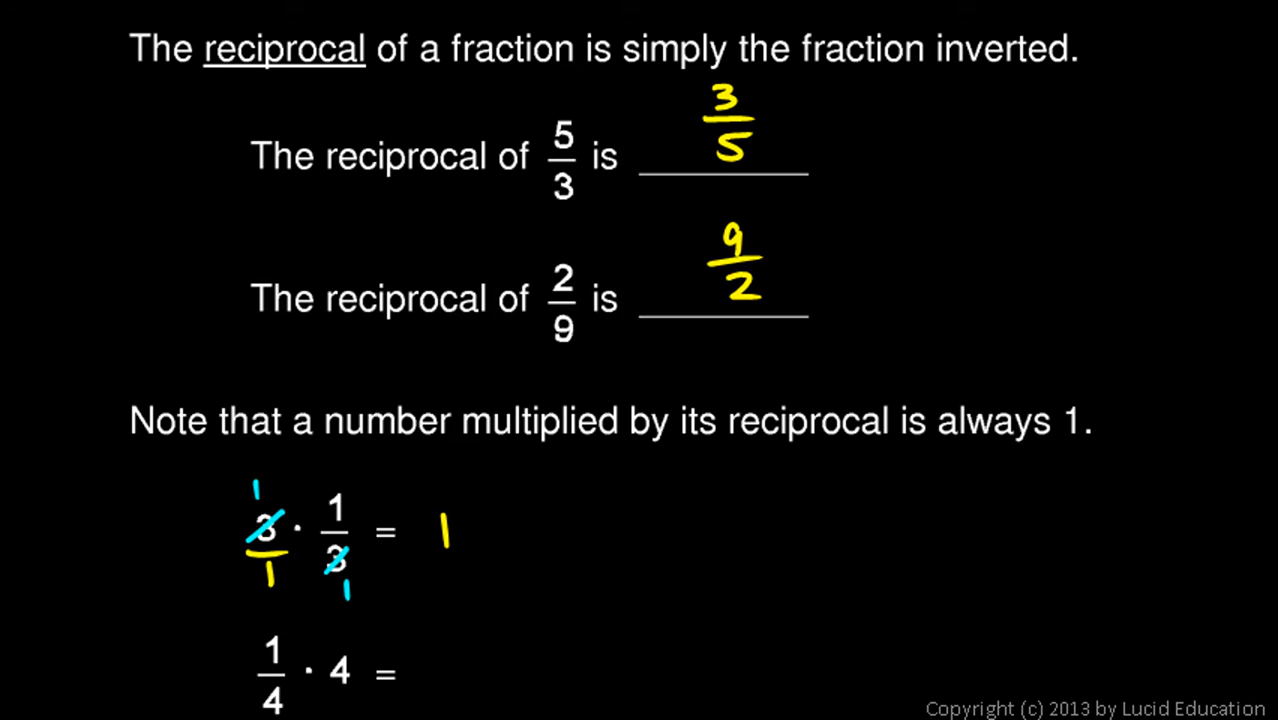 The reciprocal of a fraction is simply the fraction inverted.
The reciprocal of 5/3 is 3/5
The reciprocal of 2/9 is 9/2
Note that a number multiplied by its reciprocal is always 1.
1
3/1 · 1/3 = 1
1
1/4 · 4 =
Copyright (c) 2013 by Lucid Education